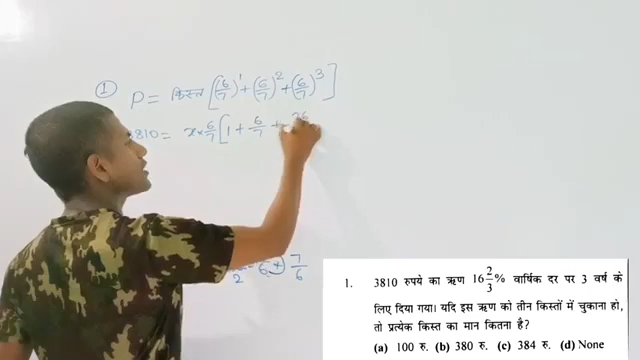 ① P = किस्त [(6/7)^1 + (6/7)^2 + (6/7)^3]
3810 = x × 6/7 [1 + 6/7 + 36
2 6 + 7/6
1. 3810 रुपये का ऋण 16 2/3% वार्षिक दर पर 3 वर्ष के
लिए दिया गया। यदि इस ऋण को तीन किस्तों में चुकाना हो,
तो प्रत्येक किस्त का मान कितना है?
(a) 100 रु. (b) 380 रु. (c) 384 रु. (d) None